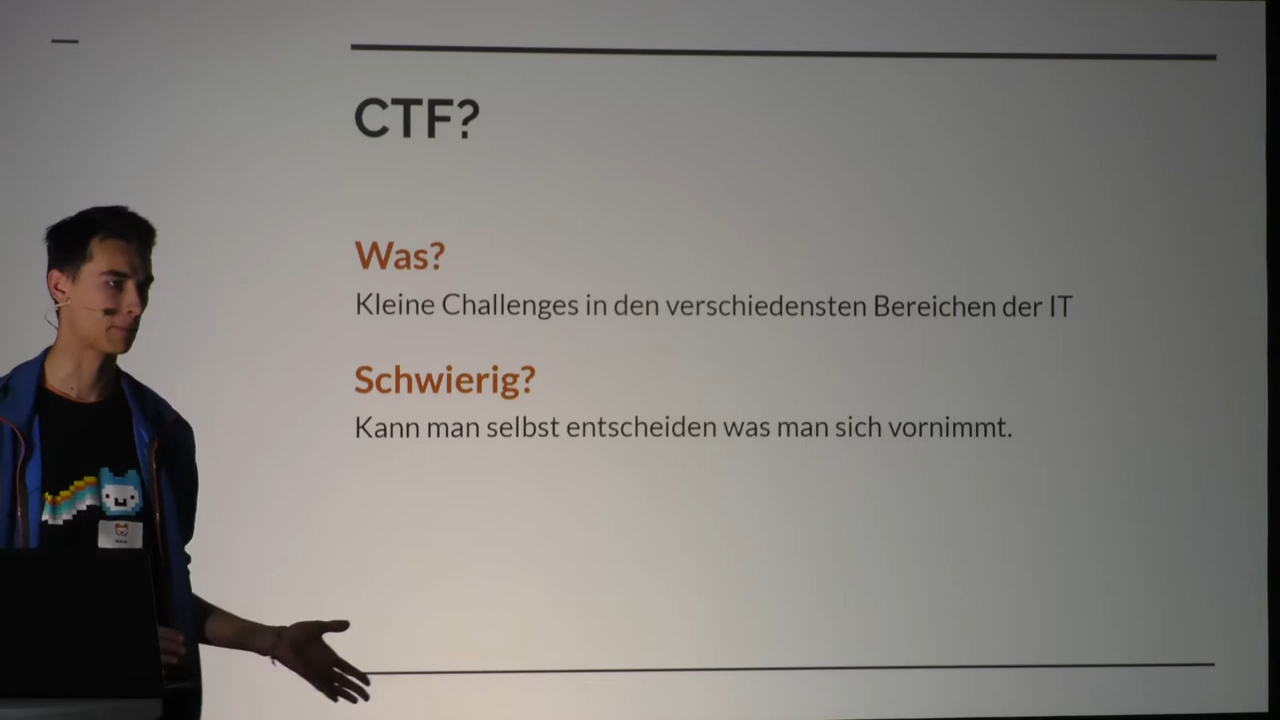 CTF?
Was?
Kleine Challenges in den verschiedensten Bereichen der IT
Schwierig?
Kann man selbst entscheiden was man sich vornimmt.